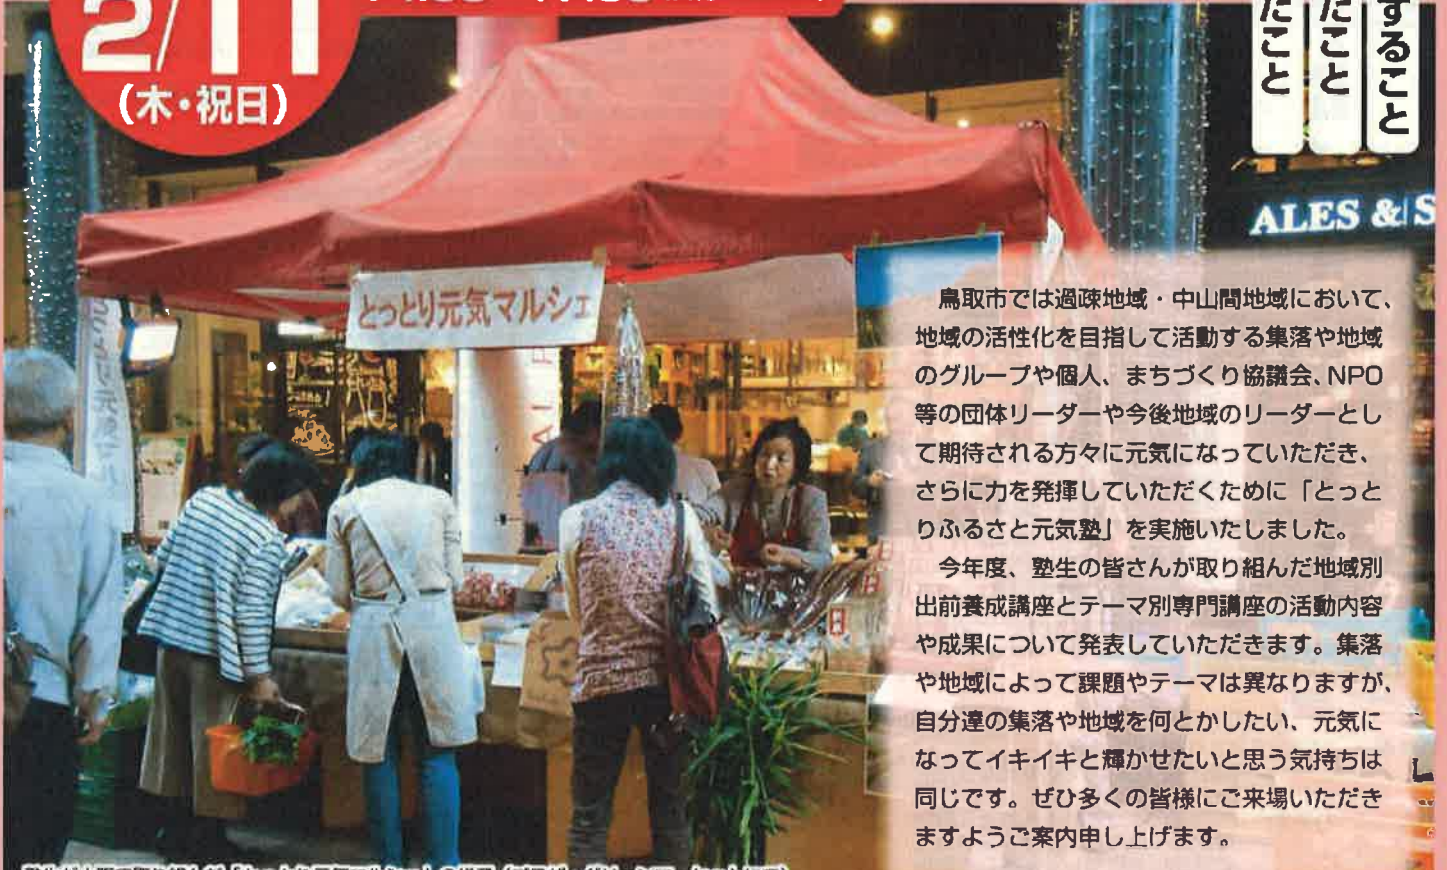 2/11
(木・祝日)
すること
たこと
たこと
ALES & S
とっとり元気マルシェ
　鳥取市では過疎地域・中山間地域において、
地域の活性化を目指して活動する集落や地域
のグループや個人、まちづくり協議会、NPO
等の団体リーダーや今後地域のリーダーとし
て期待される方々に元気になっていただき、
さらに力を発揮していただくために「とっと
りふるさと元気塾」を実施いたしました。
　今年度、塾生の皆さんが取り組んだ地域別
出前養成講座とテーマ別専門講座の活動内容
や成果について発表していただきます。集落
や地域によって課題やテーマは異なりますが、
自分達の集落や地域を何とかしたい、元気に
なってイキイキと輝かせたいと思う気持ちは
同じです。ぜひ多くの皆様にご来場いただき
ますようご案内申し上げます。